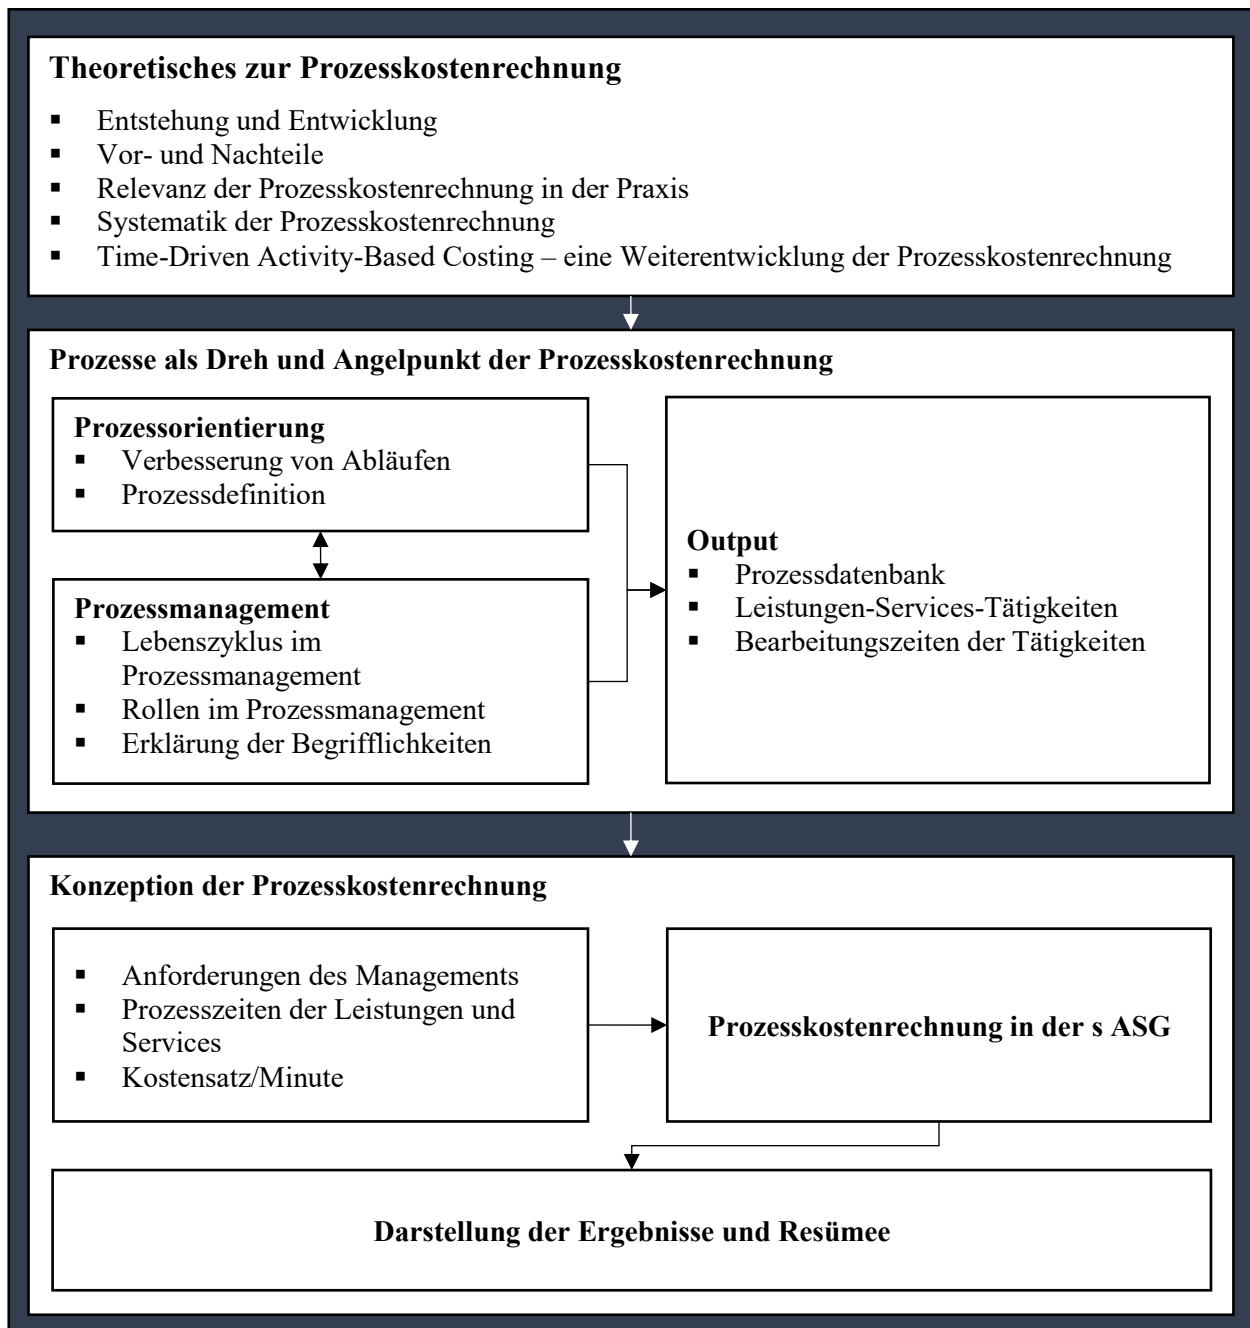 Theoretisches zur Prozesskostenrechnung
▪ Entstehung und Entwicklung
▪ Vor- und Nachteile
▪ Relevanz der Prozesskostenrechnung in der Praxis
▪ Systematik der Prozesskostenrechnung
▪ Time-Driven Activity-Based Costing – eine Weiterentwicklung der Prozesskostenrechnung
Prozesse als Dreh und Angelpunkt der Prozesskostenrechnung
Prozessorientierung
▪ Verbesserung von Abläufen
▪ Prozessdefinition
Prozessmanagement
▪ Lebenszyklus im
Prozessmanagement
▪ Rollen im Prozessmanagement
▪ Erklärung der Begrifflichkeiten
Output
▪ Prozessdatenbank
▪ Leistungen-Services-Tätigkeiten
▪ Bearbeitungszeiten der Tätigkeiten
Konzeption der Prozesskostenrechnung
▪ Anforderungen des Managements
▪ Prozesszeiten der Leistungen und
Services
▪ Kostensatz/Minute
Prozesskostenrechnung in der s ASG
Darstellung der Ergebnisse und Resümee